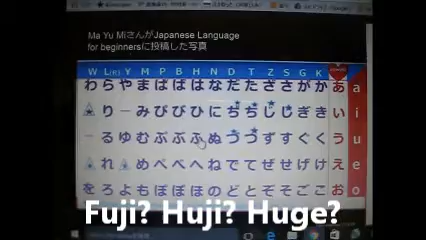 Ma Yu MiさんがJapanese Language
for beginnersに投稿した写真
W L(R) Y M P B H N D T Z S G K
わ ら や ま ぱ ば は な だ た ざ さ が か あ a
り ー み ぴ び ひ に ぢ ち じ し ぎ き い i
ー る ゆ む ぷ ぶ ふ ぬ づ つ ず す ぐ く う u
れ め ぺ べ へ ね で て ぜ せ げ け え e
を ろ よ も ぽ ぼ ほ の ど と ぞ そ ご こ お o
Fuji? Huji? Huge?